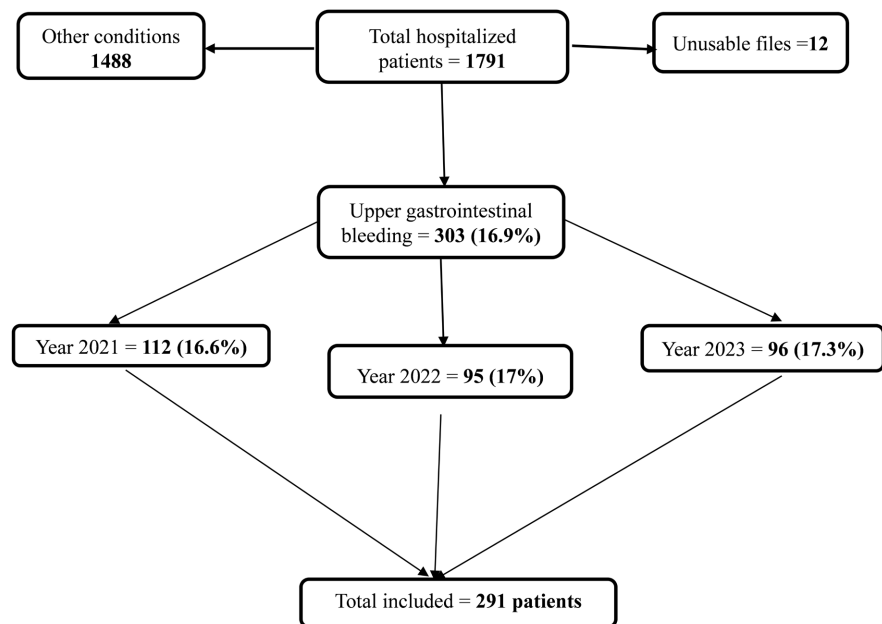 Other conditions
1488
Total hospitalized
patients = 1791
Unusable files =12
Upper gastrointestinal
bleeding = 303 (16.9%)
Year 2021 = 112 (16.6%)
Year 2022 = 95 (17%)
Year 2023 = 96 (17.3%)
Total included = 291 patients